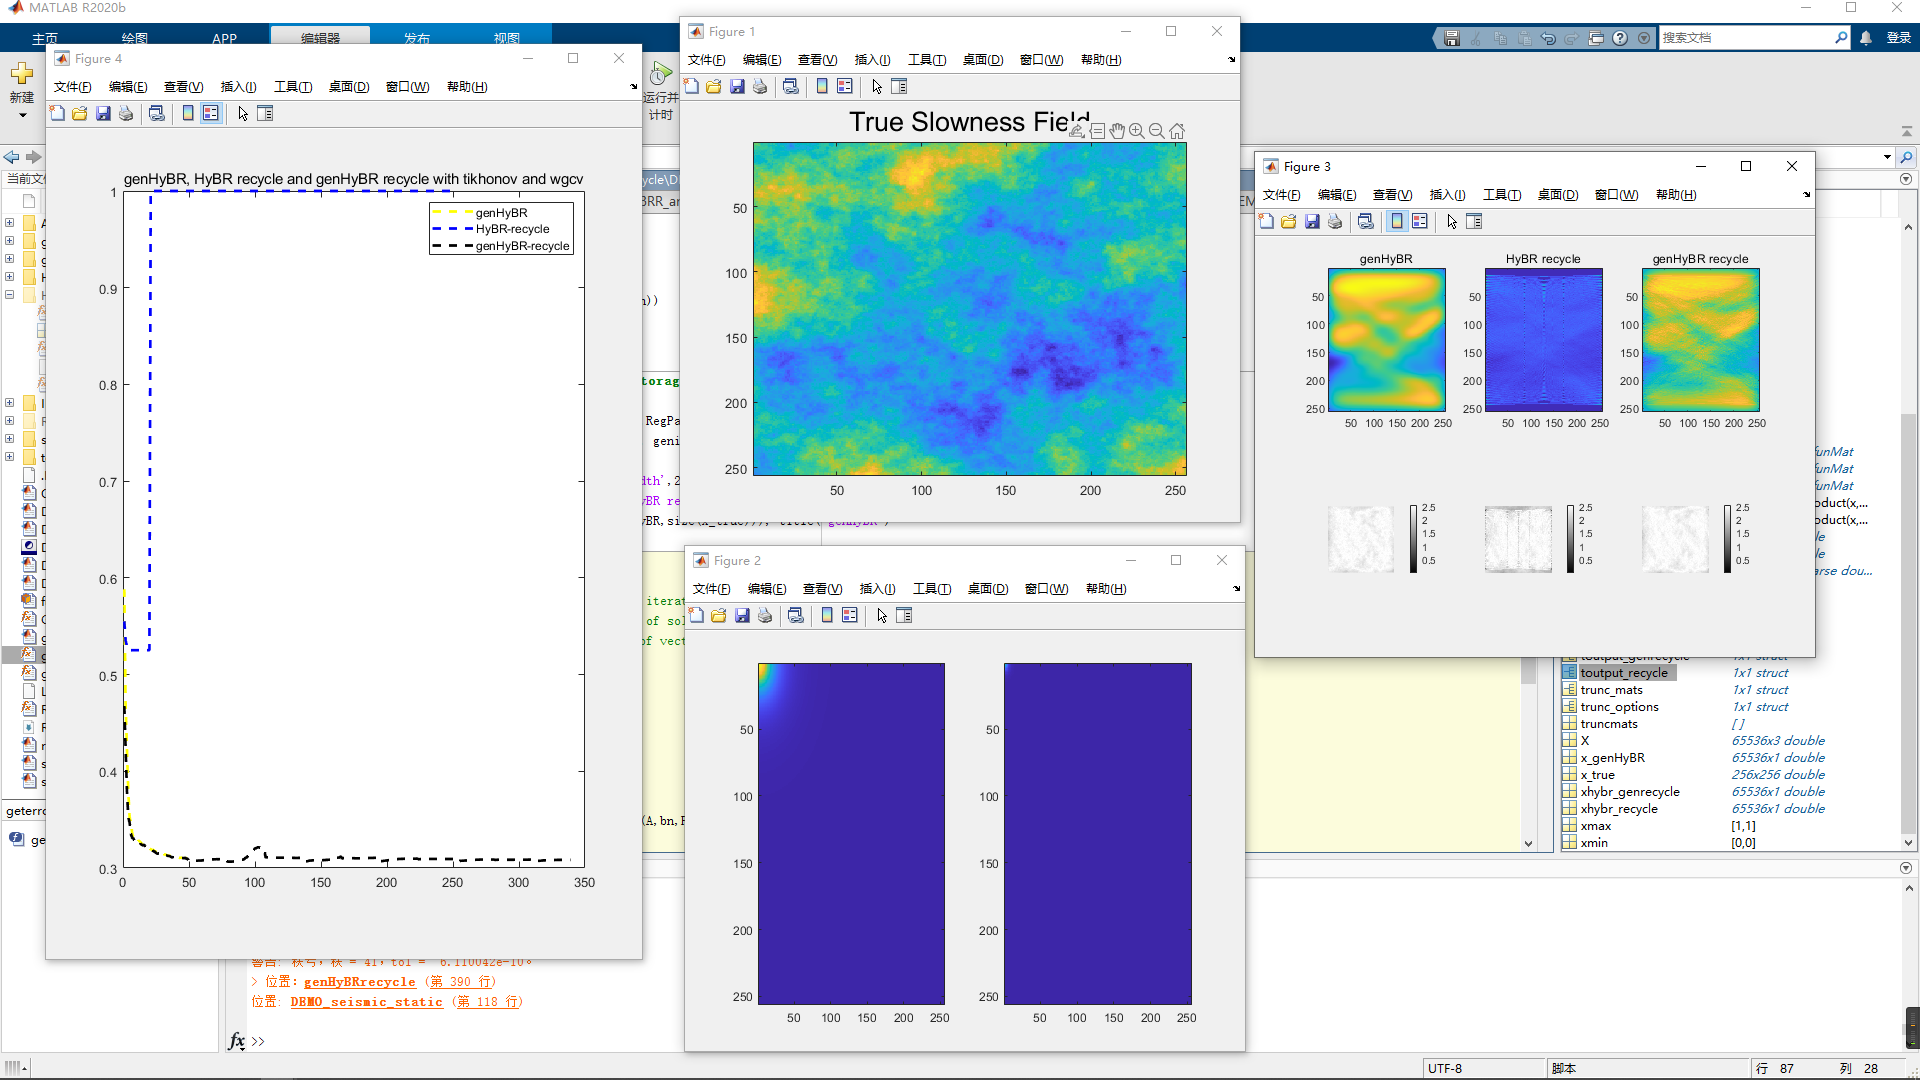 MATLAB R2020b
主页 绘图 APP 编辑器 发布 视图
搜索文档
登录
新建
运行并
计时
当前文件
Figure 4
文件(F) 编辑(E) 查看(V) 插入(I) 工具(T) 桌面(D) 窗口(W) 帮助(H)
genHyBR, HyBR recycle and genHyBR recycle with tikhonov and wgcv
genHyBR
HyBR-recycle
genHyBR-recycle
1
0.9
0.8
0.7
0.6
0.5
0.4
0.3
0 50 100 150 200 250 300 350
Figure 1
文件(F) 编辑(E) 查看(V) 插入(I) 工具(T) 桌面(D) 窗口(W) 帮助(H)
True Slowness Field
50
100
150
200
250
50 100 150 200 250
Figure 2
文件(F) 编辑(E) 查看(V) 插入(I) 工具(T) 桌面(D) 窗口(W) 帮助(H)
50 50
100 100
150 150
200 200
250 250
50 100 150 200 250 50 100 150 200 250
Figure 3
文件(F) 编辑(E) 查看(V) 插入(I) 工具(T) 桌面(D) 窗口(W) 帮助(H)
genHyBR HyBR recycle genHyBR recycle
50 50 50
100 100 100
150 150 150
200 200 200
250 250 250
50 100 150 200 250 50 100 150 200 250 50 100 150 200 250
2.5 2.5 2.5
2 2 2
1.5 1.5 1.5
1 1 1
0.5 0.5 0.5
toutput_genrecycle 1x1 struct
toutput_recycle 1x1 struct
trunc_mats 1x1 struct
trunc_options 1x1 struct
truncmats [ ]
X 65536x3 double
x_genHyBR 65536x1 double
x_true 256x256 double
xhybr_genrecycle 65536x1 double
xhybr_recycle 65536x1 double
xmax [1,1]
xmin [0,0]
> 位置: genHyBRrecycle (第 390 行)
位置: DEMO_seismic_static (第 118 行)
fx >>
UTF-8 脚本 行 87 列 28